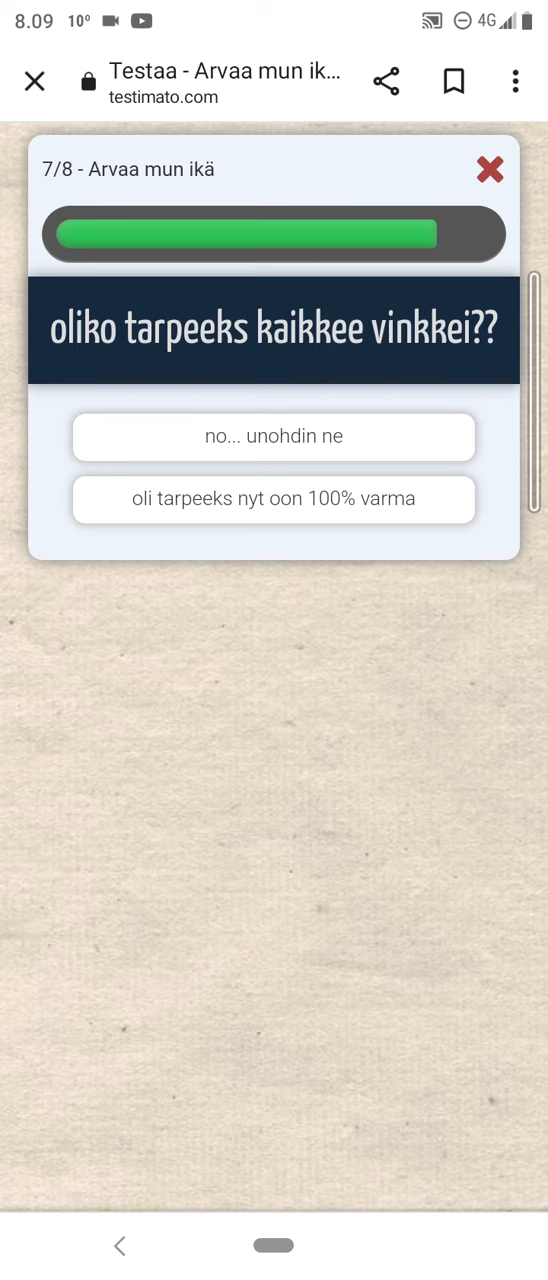 8.09 10° 4G
Testaa - Arvaa mun ik...
testimato.com
7/8 - Arvaa mun ikä
oliko tarpeeks kaikkee vinkkei??
no... unohdin ne
oli tarpeeks nyt oon 100% varma